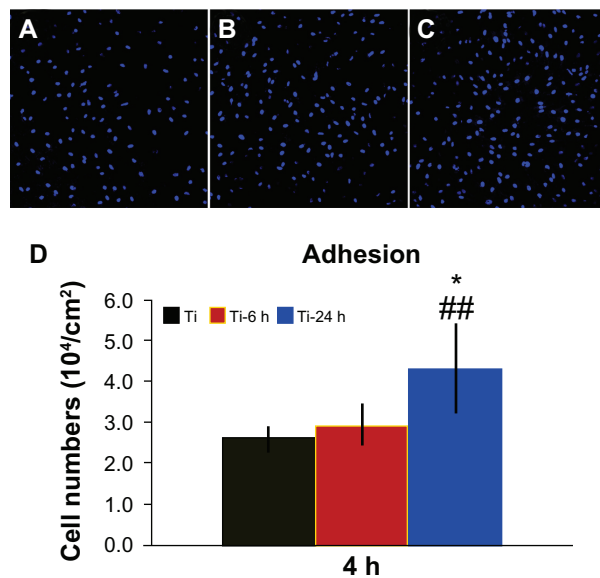 A B C
D Adhesion
*
##
Ti Ti-6 h Ti-24 h
Cell numbers (10⁴/cm²)
6.0
5.0
4.0
3.0
2.0
1.0
0.0
4 h